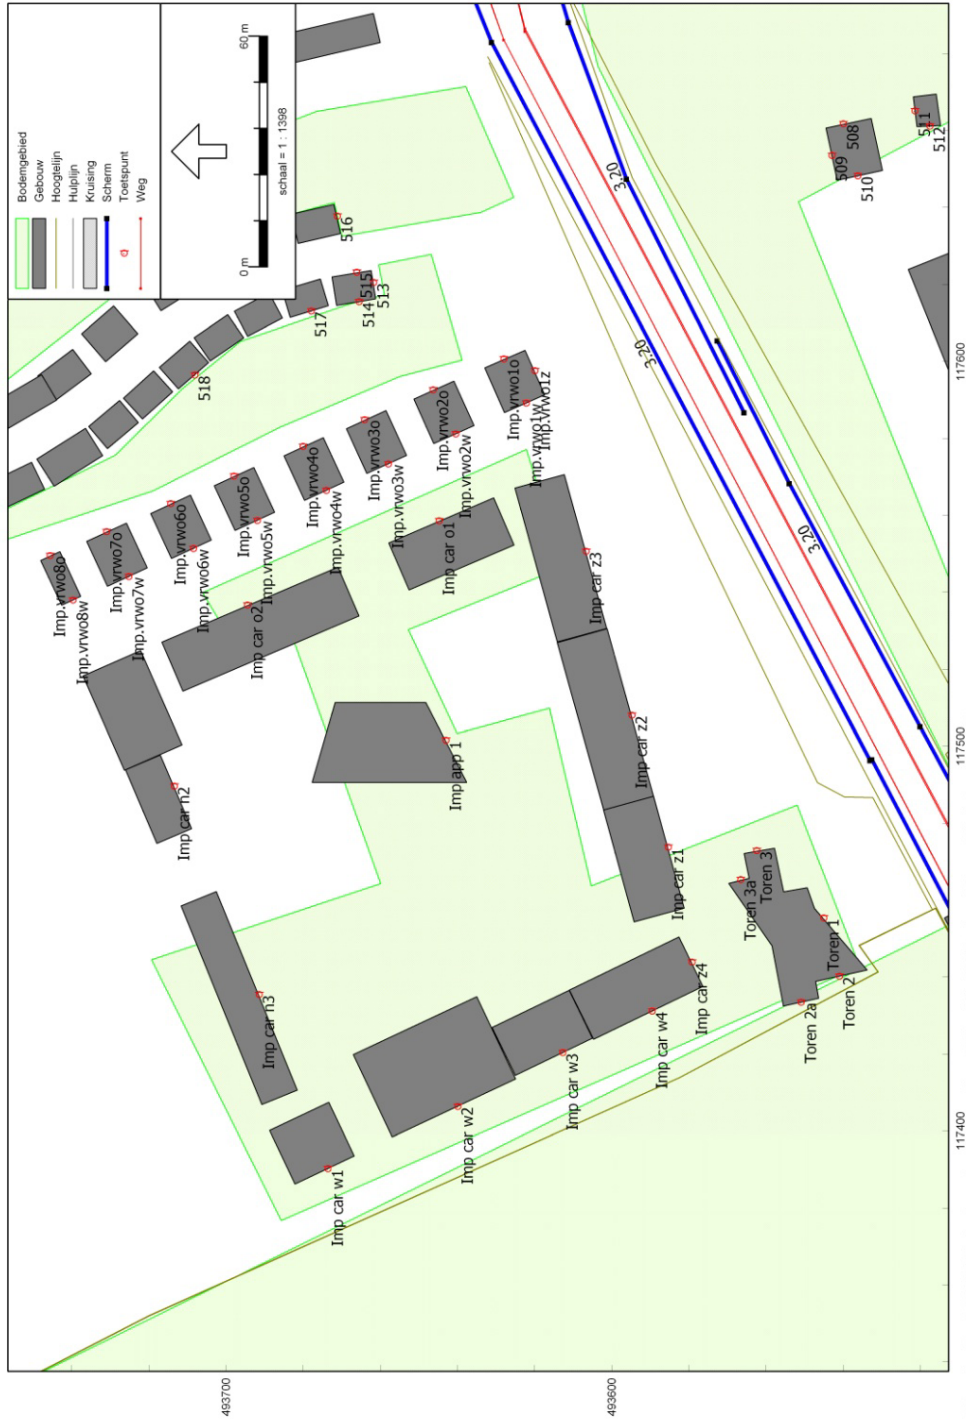 Bodemgebied
Gebouw
Hoogtelijn
Hulplijn
Kruising
Scherm
Toetspunt
Weg
0 m
60 m
schaal = 1 : 1398
516
515
514
513
517
518
508
509
510
511
512
3.20
3.20
3.20
Imp.vrwo8o
Imp.vrwo8w
Imp.vrwo7o
Imp.vrwo7w
Imp.vrwo6o
Imp.vrwo6w
Imp.vrwo5o
Imp.vrwo5w
Imp.vrwo4o
Imp.vrwo4w
Imp.vrwo3o
Imp.vrwo3w
Imp.vrwo2o
Imp.vrwo2w
Imp.vrwo1o
Imp.vrwo1w
Imp.vrwo1z
Imp car o2
Imp car o1
Imp car z3
Imp car z2
Imp car z1
Imp car z4
Imp app 1
Imp car n2
Imp car n3
Imp car w1
Imp car w2
Imp car w3
Imp car w4
Toren 3a
Toren 3
Toren 1
Toren 2
Toren 2a
493700
493600
117400
117500
117600